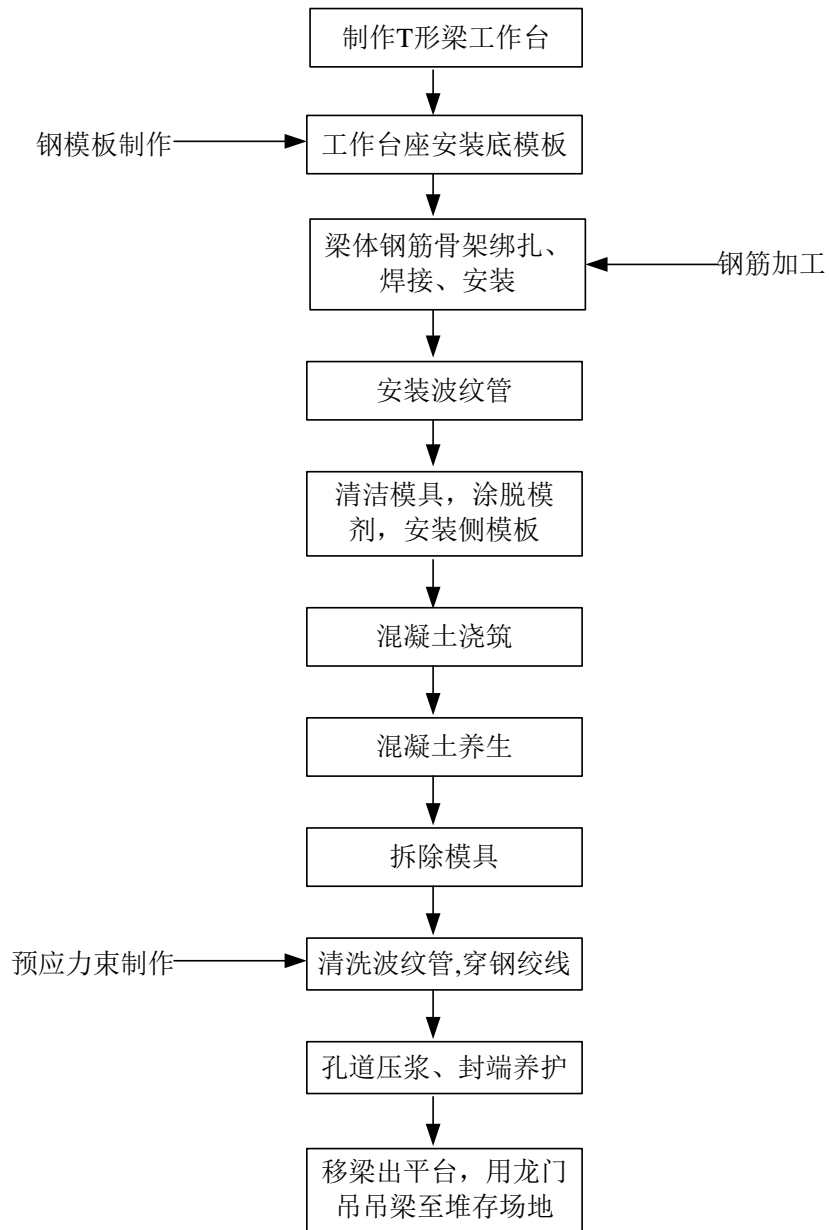 制作T形梁工作台
钢模板制作
工作台座安装底模板
梁体钢筋骨架绑扎、
焊接、安装
钢筋加工
安装波纹管
清洁模具，涂脱模
剂，安装侧模板
混凝土浇筑
混凝土养生
拆除模具
预应力束制作
清洗波纹管,穿钢绞线
孔道压浆、封端养护
移梁出平台，用龙门
吊吊梁至堆存场地